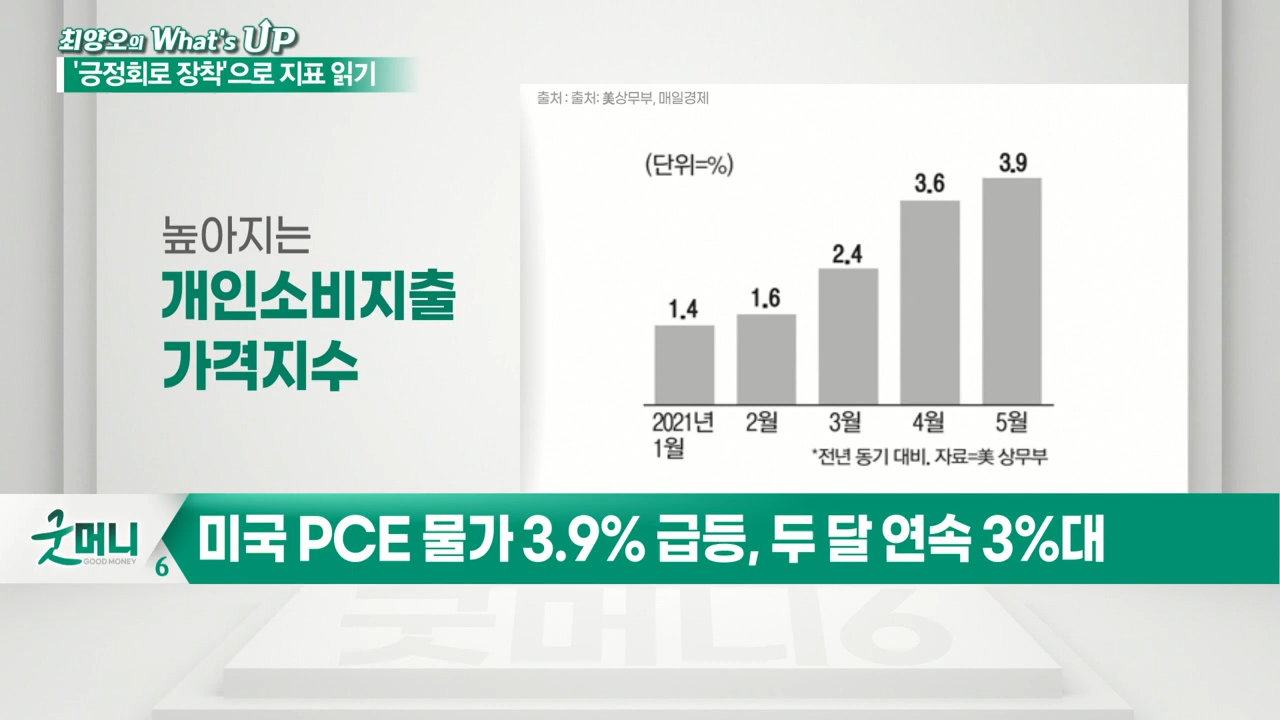 최양오의 What's UP
'긍정회로 장착'으로 지표 읽기
출처 : 출처: 美상무부, 매일경제
(단위=%)
높아지는
개인소비지출
가격지수
1.4
1.6
2.4
3.6
3.9
2021년
1월
2월
3월
4월
5월
*전년 동기 대비. 자료=美 상무부
굿머니
GOOD MONEY
6
미국 PCE 물가 3.9% 급등, 두 달 연속 3%대
굿머니6